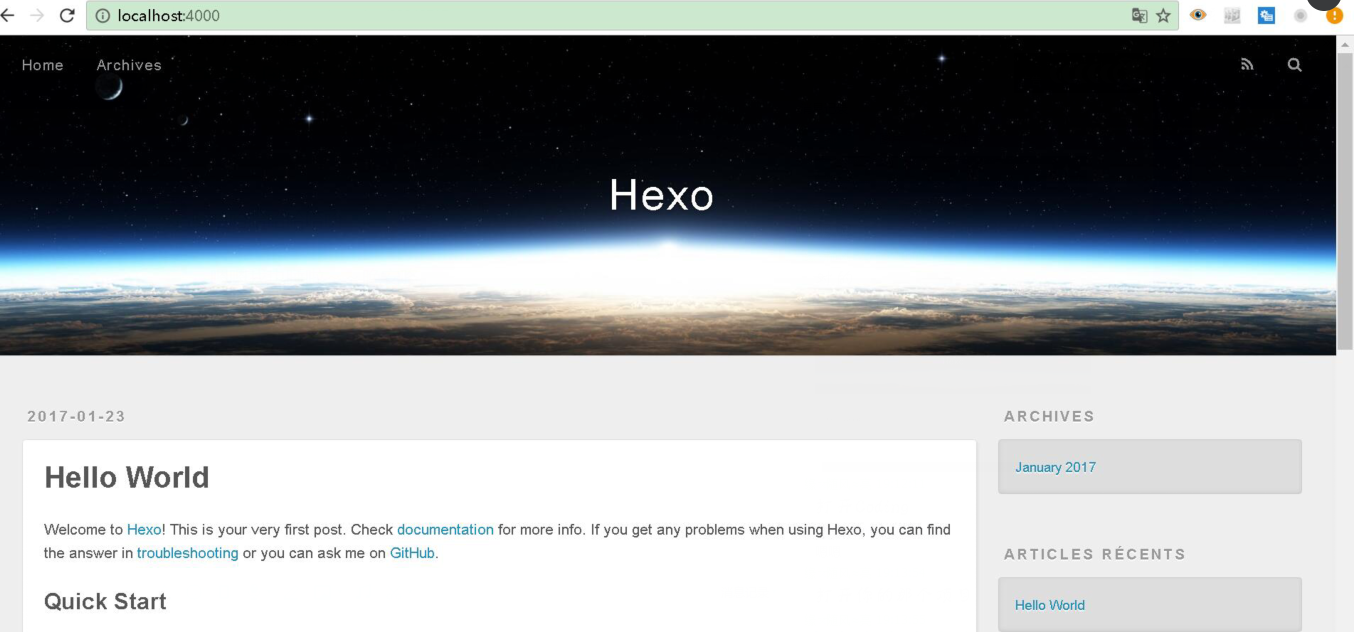 localhost:4000
Home Archives
Hexo
2017-01-23
Hello World
Welcome to Hexo! This is your very first post. Check documentation for more info. If you get any problems when using Hexo, you can find
the answer in troubleshooting or you can ask me on GitHub.
Quick Start
ARCHIVES
January 2017
ARTICLES RÉCENTS
Hello World